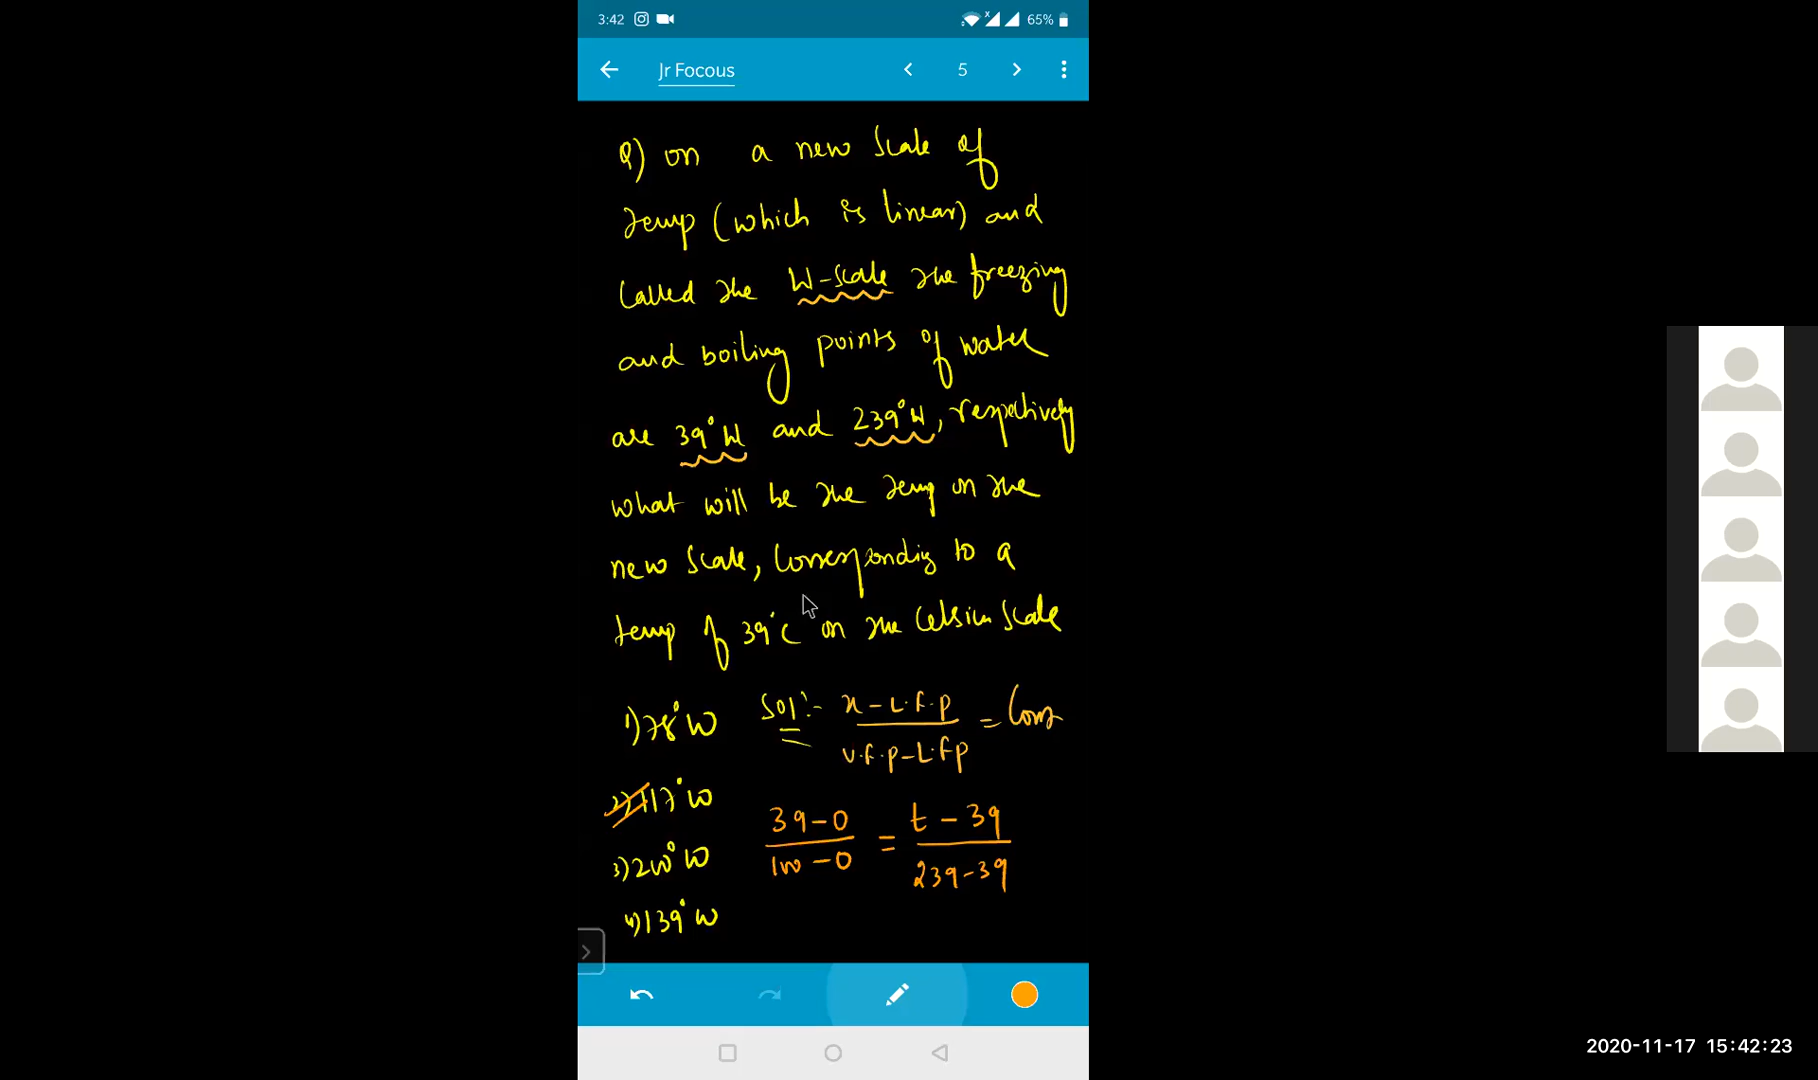 3:42 65%
Jr Focous 5
Q) on a new Scale of
Temp (which is linear) and
Called the W-Scale the freezing
and boiling points of water
are 39°W and 239°W, respectively
what will be the temp on the
new Scale, Corresponding to a
temp of 39°C on the Celsius Scale
1) 78°W Sol:- x - L.F.P / U.F.P - L.F.P = Cons
2) 117°W 39-0 / 100-0 = t-39 / 239-39
3) 200°W
4) 139°W
2020-11-17 15:42:23